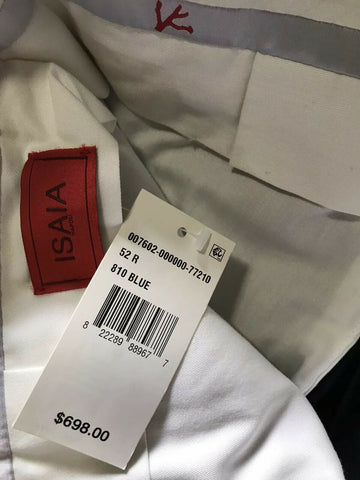 ISAIA
007602-000000-77210
52 R
810 BLUE
8 22289 88967 7
$698.00